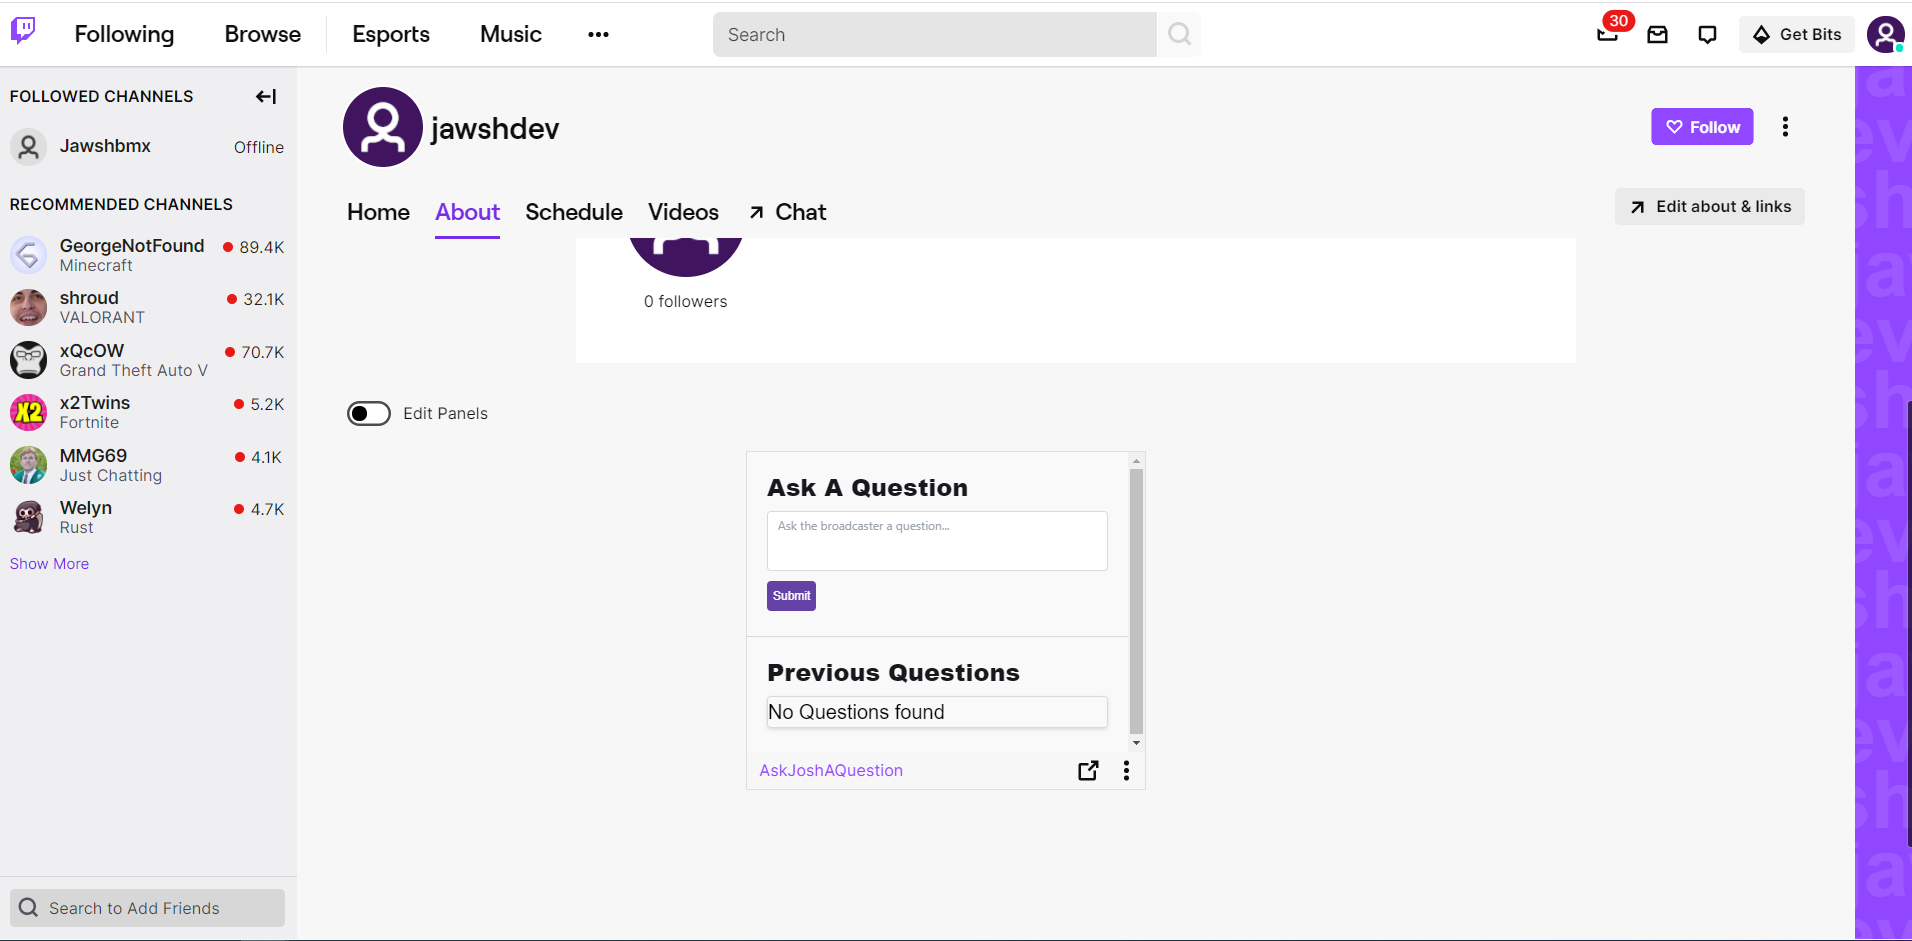 Following
Browse
Esports
Music
Search
30
Get Bits
FOLLOWED CHANNELS
Jawshbmx
Offline
RECOMMENDED CHANNELS
GeorgeNotFound
89.4K
Minecraft
shroud
32.1K
VALORANT
xQcOW
70.7K
Grand Theft Auto V
x2Twins
5.2K
Fortnite
MMG69
4.1K
Just Chatting
Welyn
4.7K
Rust
Show More
Search to Add Friends
jawshdev
Follow
Home
About
Schedule
Videos
Chat
Edit about & links
0 followers
Edit Panels
Ask A Question
Ask the broadcaster a question...
Submit
Previous Questions
No Questions found
AskJoshAQuestion
X2